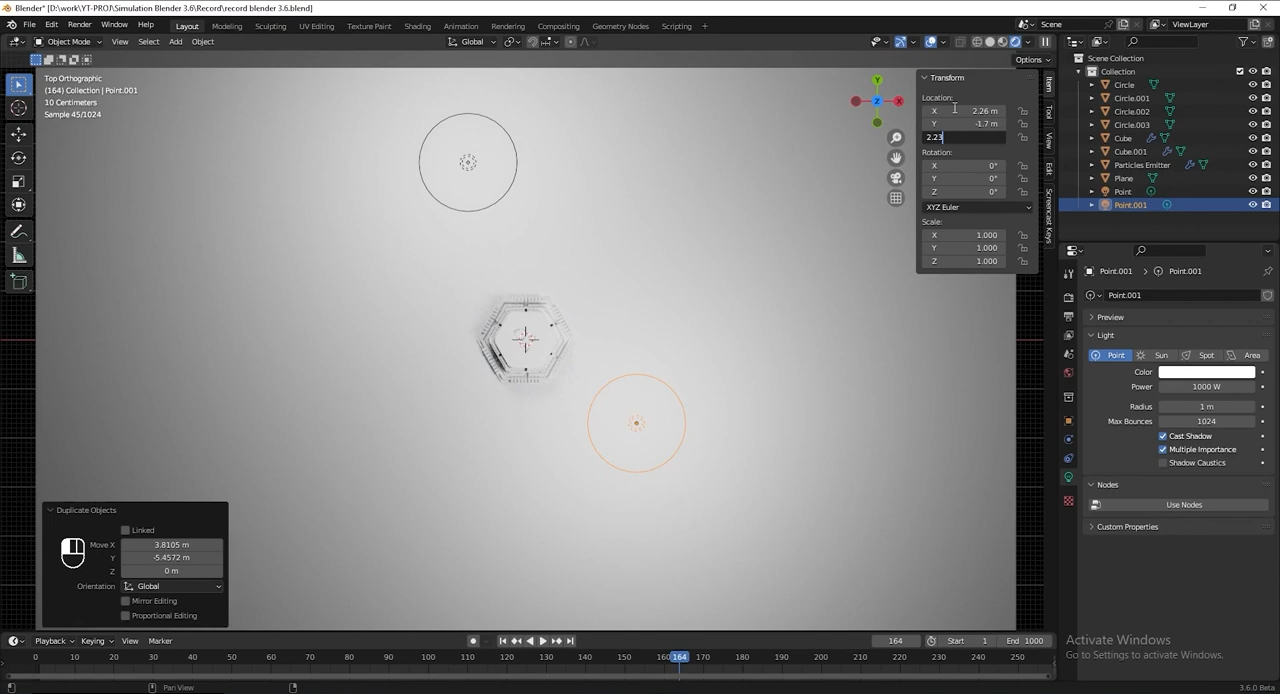 Blender* [D:\work\YT-PROJ\Simulation Blender 3.6\Record\record blender 3.6.blend]
File Edit Render Window Help Layout Modeling Sculpting UV Editing Texture Paint Shading Animation Rendering Compositing Geometry Nodes Scripting + Scene ViewLayer
Object Mode View Select Add Object Global
Options
Top Orthographic
(164) Collection | Point.001
10 Centimeters
Sample 45/1024
Y
Z
X
Transform
Location:
X 2.26 m
Y -1.7 m
2.23
Rotation:
X 0°
Y 0°
Z 0°
XYZ Euler
Scale:
X 1.000
Y 1.000
Z 1.000
Item
Tool
View
Edit
Screencast Keys
Scene Collection
Collection
Circle
Circle.001
Circle.002
Circle.003
Cube
Cube.001
Particles Emitter
Plane
Point
Point.001
Point.001 Point.001
Point.001
Preview
Light
Point Sun Spot Area
Color
Power 1000 W
Radius 1 m
Max Bounces 1024
Cast Shadow
Multiple Importance
Shadow Caustics
Nodes
Use Nodes
Custom Properties
Duplicate Objects
Linked
Move X 3.8105 m
Y -5.4572 m
Z 0 m
Orientation Global
Mirror Editing
Proportional Editing
Playback Keying View Marker 164 Start 1 End 1000
0 10 20 30 40 50 60 70 80 90 100 110 120 130 140 150 160 164 170 180 190 200 210 220 230 240 250
Activate Windows
Go to Settings to activate Windows.
Pan View 3.6.0 Beta